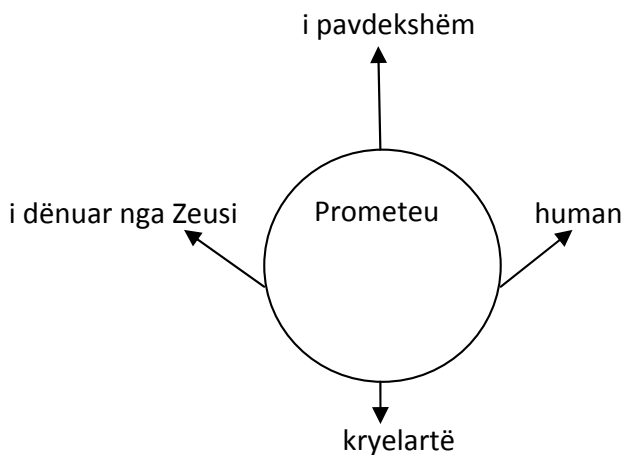 i pavdekshëm
i dënuar nga Zeusi
Prometeu
human
kryelartë